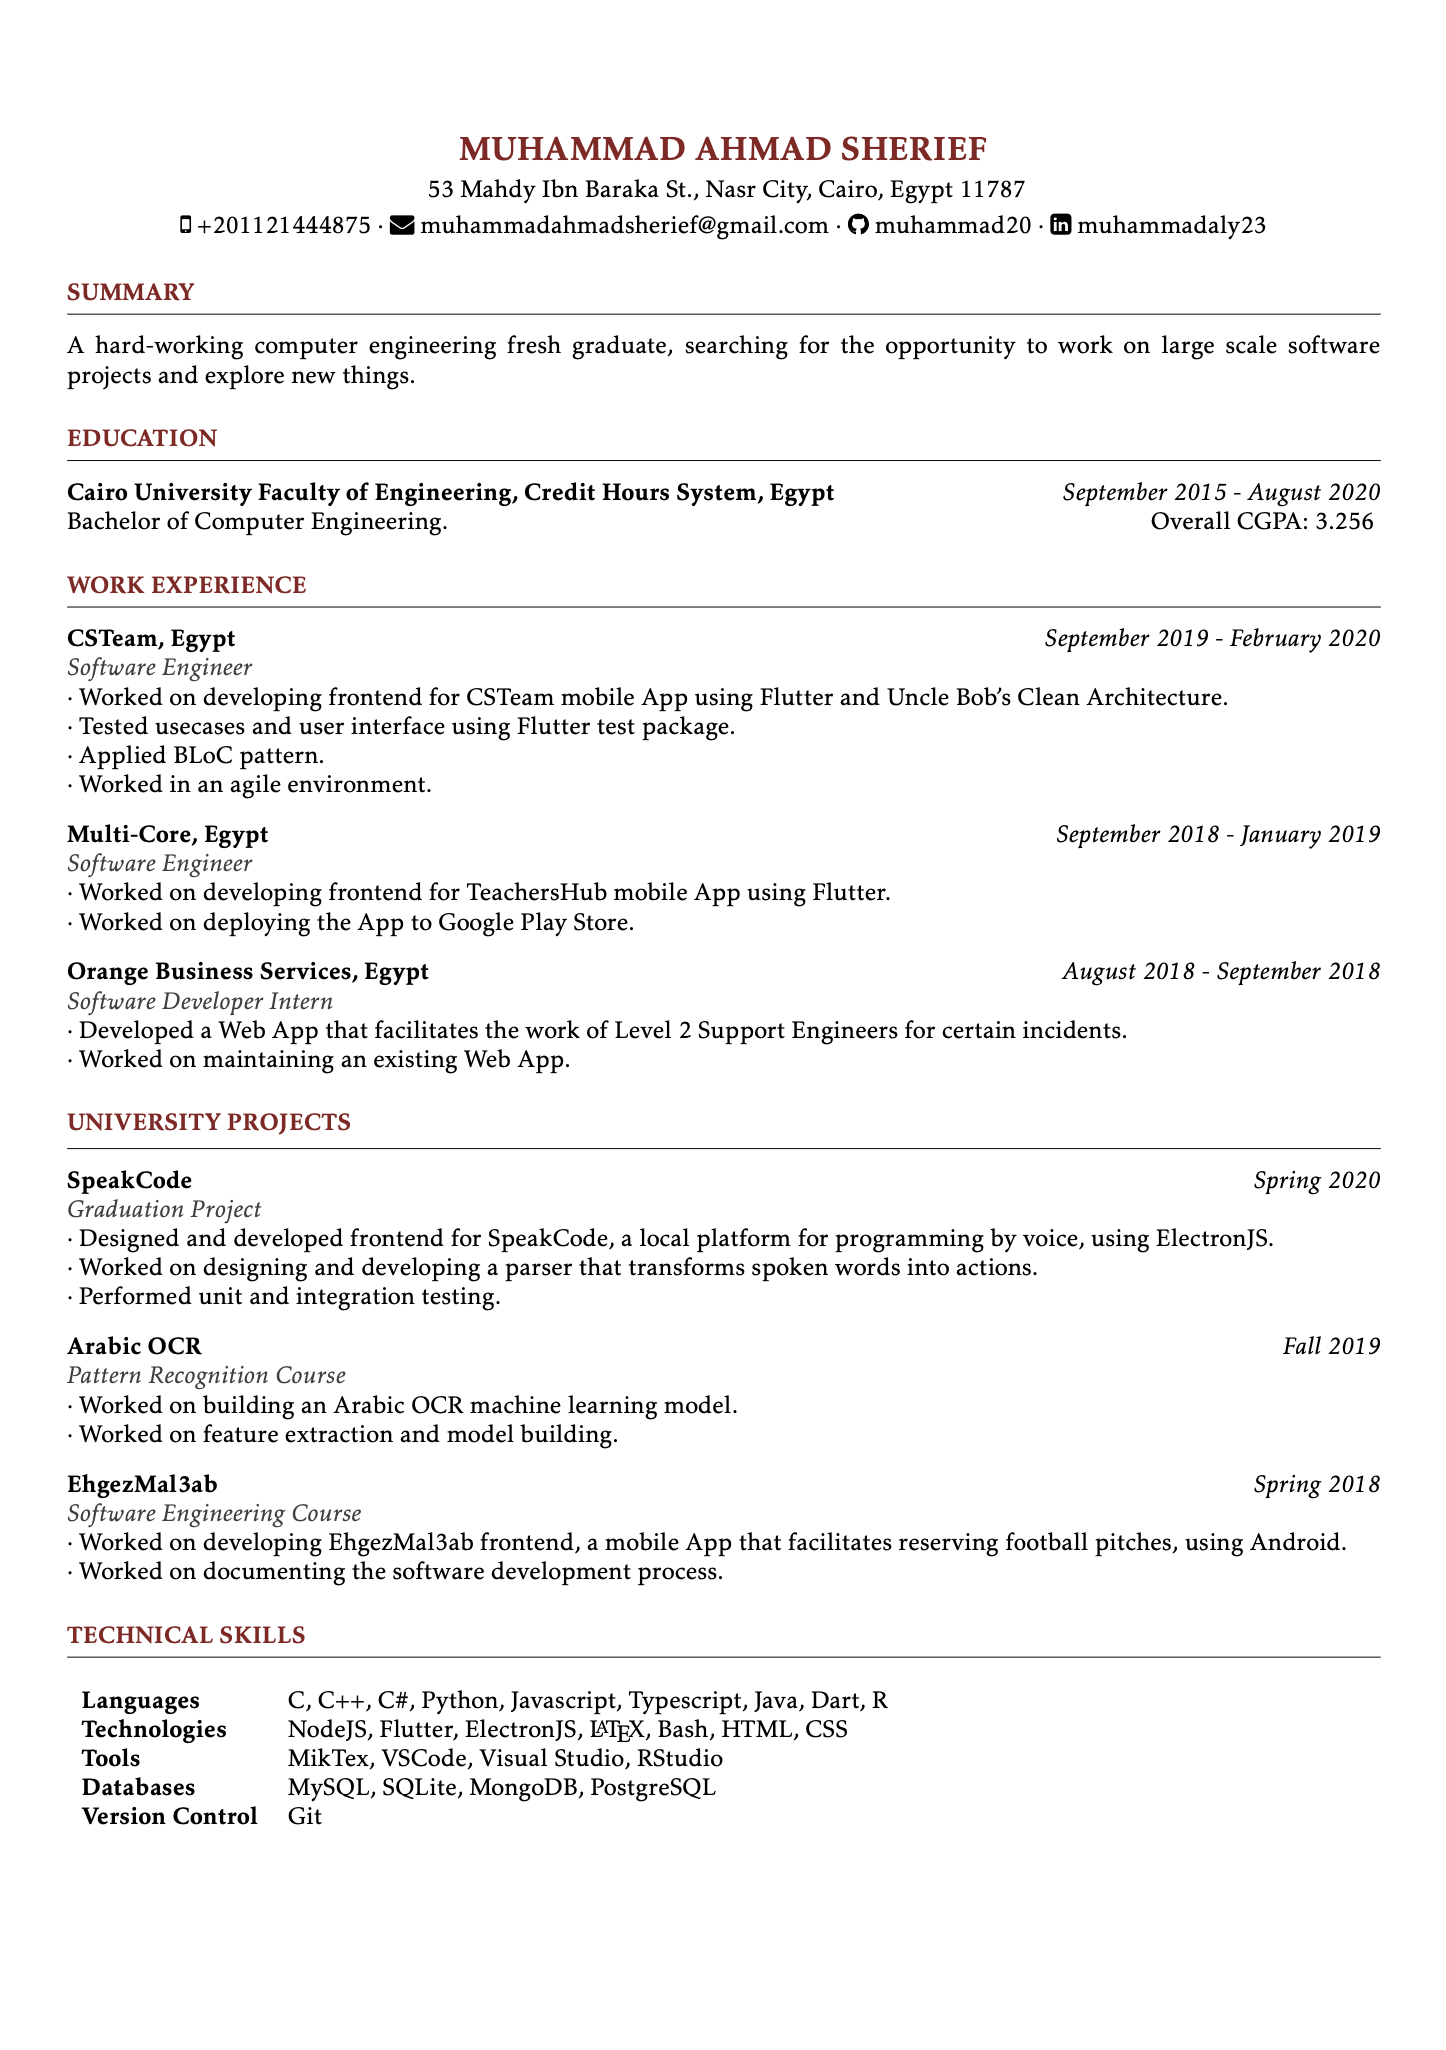 MUHAMMAD AHMAD SHERIEF
53 Mahdy Ibn Baraka St., Nasr City, Cairo, Egypt 11787
+201121444875 · muhammadahmadsherief@gmail.com · muhammad20 · muhammadaly23
SUMMARY
A hard-working computer engineering fresh graduate, searching for the opportunity to work on large scale software
projects and explore new things.
EDUCATION
Cairo University Faculty of Engineering, Credit Hours System, Egypt September 2015 - August 2020
Bachelor of Computer Engineering. Overall CGPA: 3.256
WORK EXPERIENCE
CSTeam, Egypt September 2019 - February 2020
Software Engineer
· Worked on developing frontend for CSTeam mobile App using Flutter and Uncle Bob’s Clean Architecture.
· Tested usecases and user interface using Flutter test package.
· Applied BLoC pattern.
· Worked in an agile environment.
Multi-Core, Egypt September 2018 - January 2019
Software Engineer
· Worked on developing frontend for TeachersHub mobile App using Flutter.
· Worked on deploying the App to Google Play Store.
Orange Business Services, Egypt August 2018 - September 2018
Software Developer Intern
· Developed a Web App that facilitates the work of Level 2 Support Engineers for certain incidents.
· Worked on maintaining an existing Web App.
UNIVERSITY PROJECTS
SpeakCode Spring 2020
Graduation Project
· Designed and developed frontend for SpeakCode, a local platform for programming by voice, using ElectronJS.
· Worked on designing and developing a parser that transforms spoken words into actions.
· Performed unit and integration testing.
Arabic OCR Fall 2019
Pattern Recognition Course
· Worked on building an Arabic OCR machine learning model.
· Worked on feature extraction and model building.
EhgezMal3ab Spring 2018
Software Engineering Course
· Worked on developing EhgezMal3ab frontend, a mobile App that facilitates reserving football pitches, using Android.
· Worked on documenting the software development process.
TECHNICAL SKILLS
Languages C, C++, C#, Python, Javascript, Typescript, Java, Dart, R
Technologies NodeJS, Flutter, ElectronJS, LATEX, Bash, HTML, CSS
Tools MikTex, VSCode, Visual Studio, RStudio
Databases MySQL, SQLite, MongoDB, PostgreSQL
Version Control Git